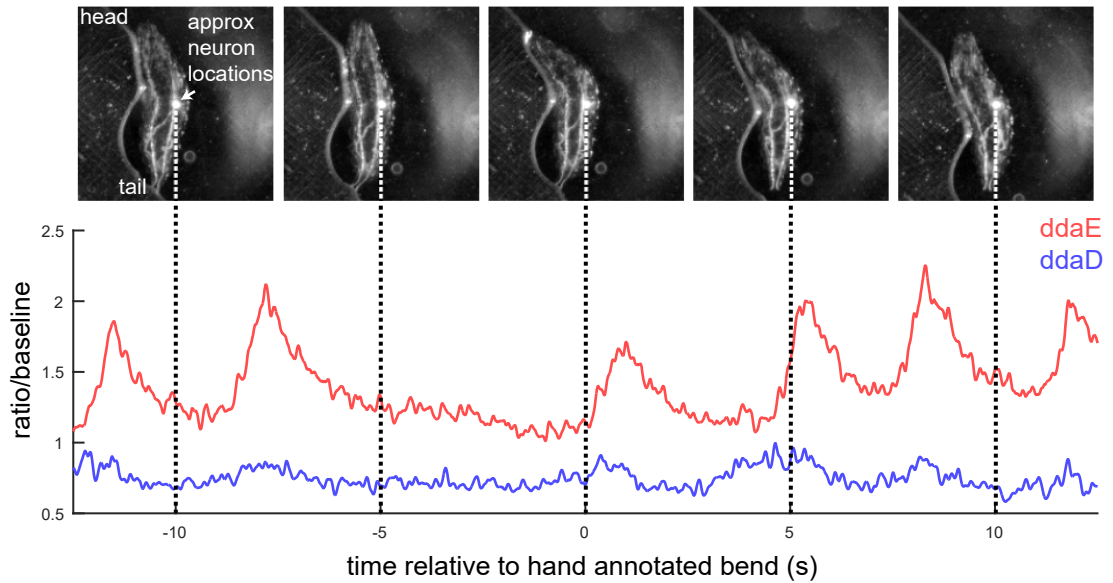 head
approx
neuron
locations
tail
ddaE
ddaD
2.5
2
1.5
1
0.5
ratio/baseline
-10
-5
0
5
10
time relative to hand annotated bend (s)